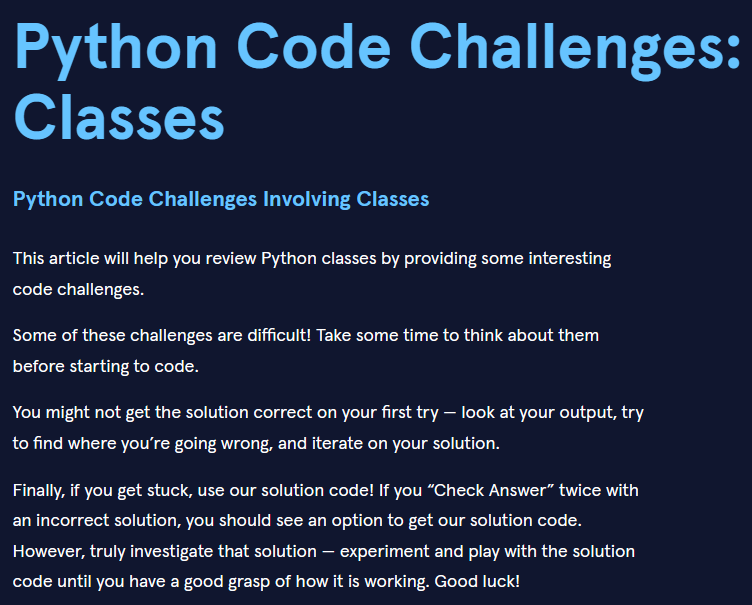 Python Code Challenges:
Classes
Python Code Challenges Involving Classes
This article will help you review Python classes by providing some interesting
code challenges.
Some of these challenges are difficult! Take some time to think about them
before starting to code.
You might not get the solution correct on your first try — look at your output, try
to find where you’re going wrong, and iterate on your solution.
Finally, if you get stuck, use our solution code! If you “Check Answer” twice with
an incorrect solution, you should see an option to get our solution code.
However, truly investigate that solution — experiment and play with the solution
code until you have a good grasp of how it is working. Good luck!